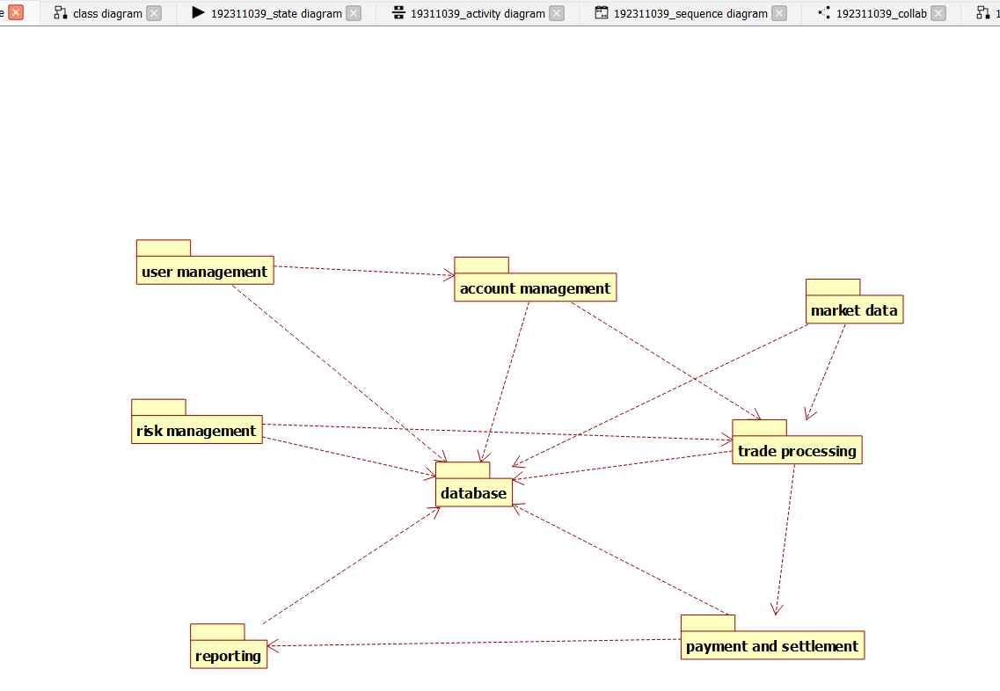 e
class diagram
192311039_state diagram
19311039_activity diagram
192311039_sequence diagram
192311039_collab
1
user management
account management
market data
risk management
trade processing
database
reporting
payment and settlement